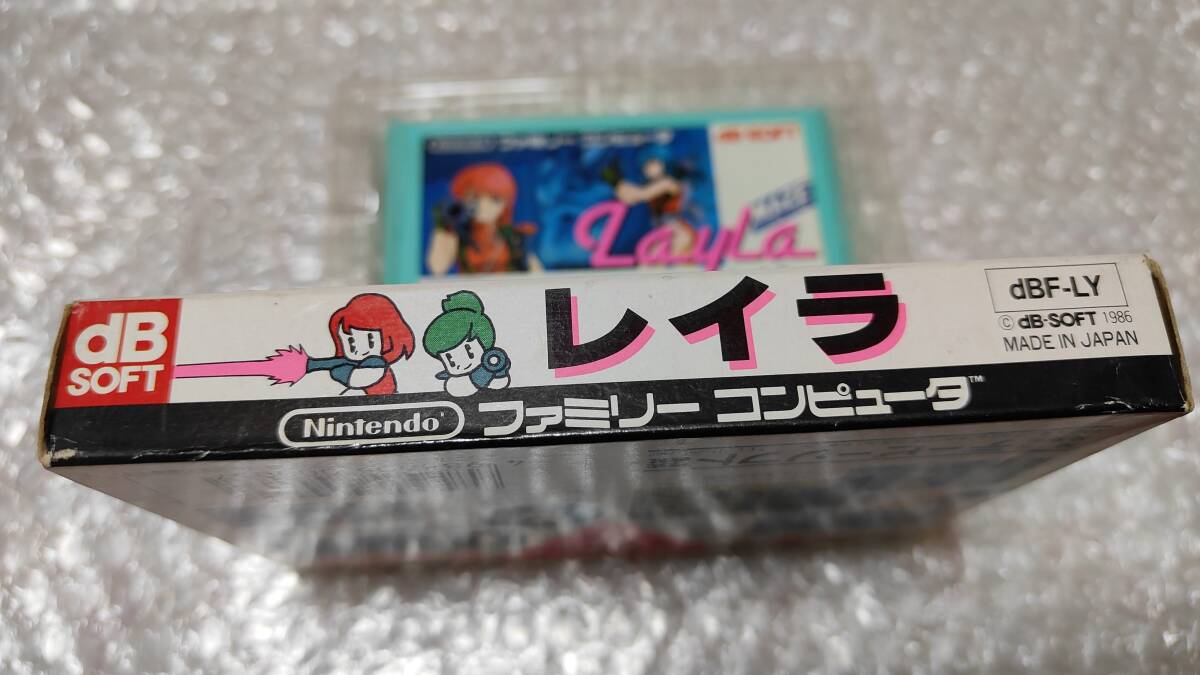 ファミリー コンピュータ
dB-SOFT
MAZE
Layla
dB
SOFT
レイラ
dBF-LY
© dB-SOFT 1986
MADE IN JAPAN
Nintendo ファミリー コンピュータ™